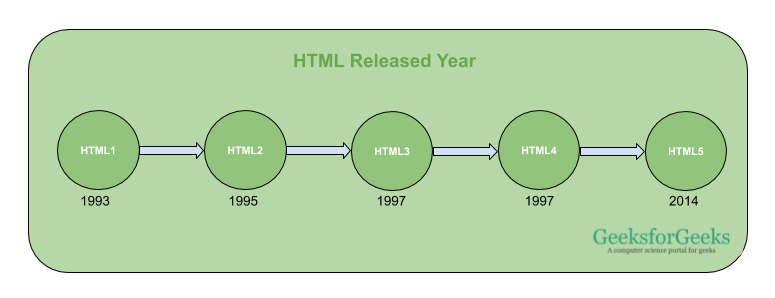 HTML Released Year
HTML1
HTML2
HTML3
HTML4
HTML5
1993
1995
1997
1997
2014
GeeksforGeeks
A computer science portal for geeks